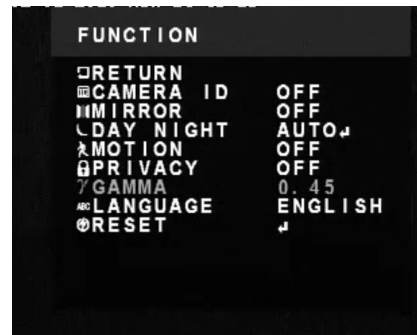 FUNCTION
RETURN
CAMERA ID OFF
MIRROR OFF
DAY NIGHT AUTO↲
MOTION OFF
PRIVACY OFF
γ GAMMA 0.45
ABC LANGUAGE ENGLISH
RESET ↲